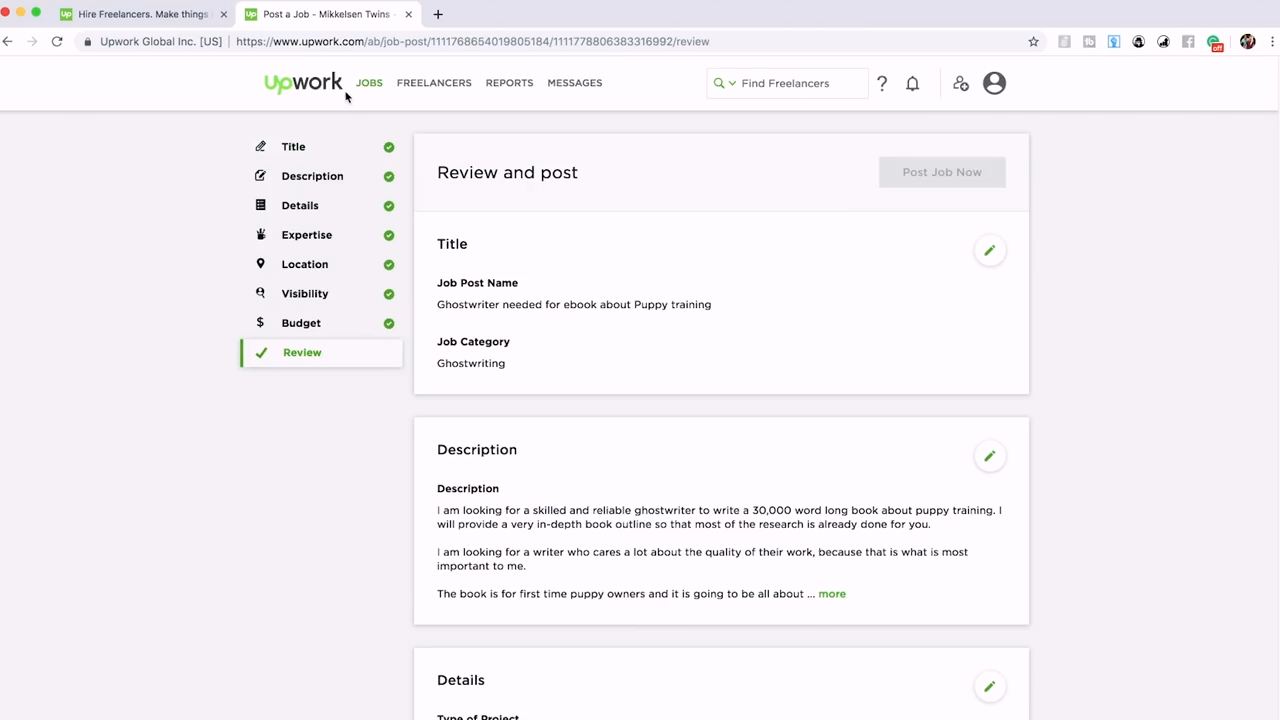 Hire Freelancers. Make things
Post a Job - Mikkelsen Twins -
Upwork Global Inc. [US]
https://www.upwork.com/ab/job-post/1111768654019805184/1111778806383316992/review
off
upwork
JOBS
FREELANCERS
REPORTS
MESSAGES
Find Freelancers
Title
Description
Details
Expertise
Location
Visibility
Budget
Review
Review and post
Post Job Now
Title
Job Post Name
Ghostwriter needed for ebook about Puppy training
Job Category
Ghostwriting
Description
Description
I am looking for a skilled and reliable ghostwriter to write a 30,000 word long book about puppy training. I
will provide a very in-depth book outline so that most of the research is already done for you.
I am looking for a writer who cares a lot about the quality of their work, because that is what is most
important to me.
The book is for first time puppy owners and it is going to be all about ... more
Details
Type of Project